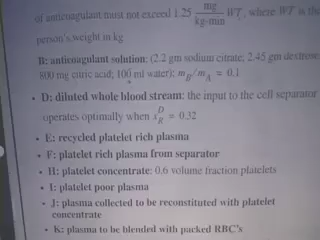 of anticoagulant must not exceed 1.25 mg/kg-min WT, where WT is the
person's weight in kg
B: anticoagulant solution: (2.2 gm sodium citrate; 2.45 gm dextrose
800 mg citric acid; 100 ml water); m_B/m_A = 0.1
• D: diluted whole blood stream: the input to the cell separator
operates optimally when x_R^D = 0.32
• E: recycled platelet rich plasma
• F: platelet rich plasma from separator
• H: platelet concentrate: 0.6 volume fraction platelets
• I: platelet poor plasma
• J: plasma collected to be reconstituted with platelet
concentrate
• K: plasma to be blended with packed RBC's